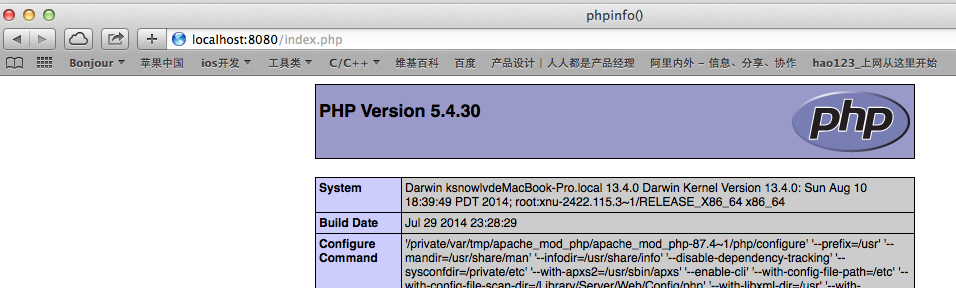 phpinfo()
localhost:8080/index.php
Bonjour 苹果中国 ios开发 工具类 C/C++ 维基百科 百度 产品设计 | 人人都是产品经理 阿里内外 – 信息、分享、协作 hao123_上网从这里开始
PHP Version 5.4.30
php
System Darwin ksnowlvdeMacBook-Pro.local 13.4.0 Darwin Kernel Version 13.4.0: Sun Aug 10
18:39:49 PDT 2014; root:xnu-2422.115.3~1/RELEASE_X86_64 x86_64
Build Date Jul 29 2014 23:28:29
Configure '/private/var/tmp/apache_mod_php/apache_mod_php-87.4~1/php/configure' '--prefix=/usr' '--
Command mandir=/usr/share/man' '--infodir=/usr/share/info' '--disable-dependency-tracking' '--
sysconfdir=/private/etc' '--with-apxs2=/usr/sbin/apxs' '--enable-cli' '--with-config-file-path=/etc' '--
with-config-file-scan-dir=/Library/Server/Web/Config/php' '--with-libxml-dir=/usr' '--with-